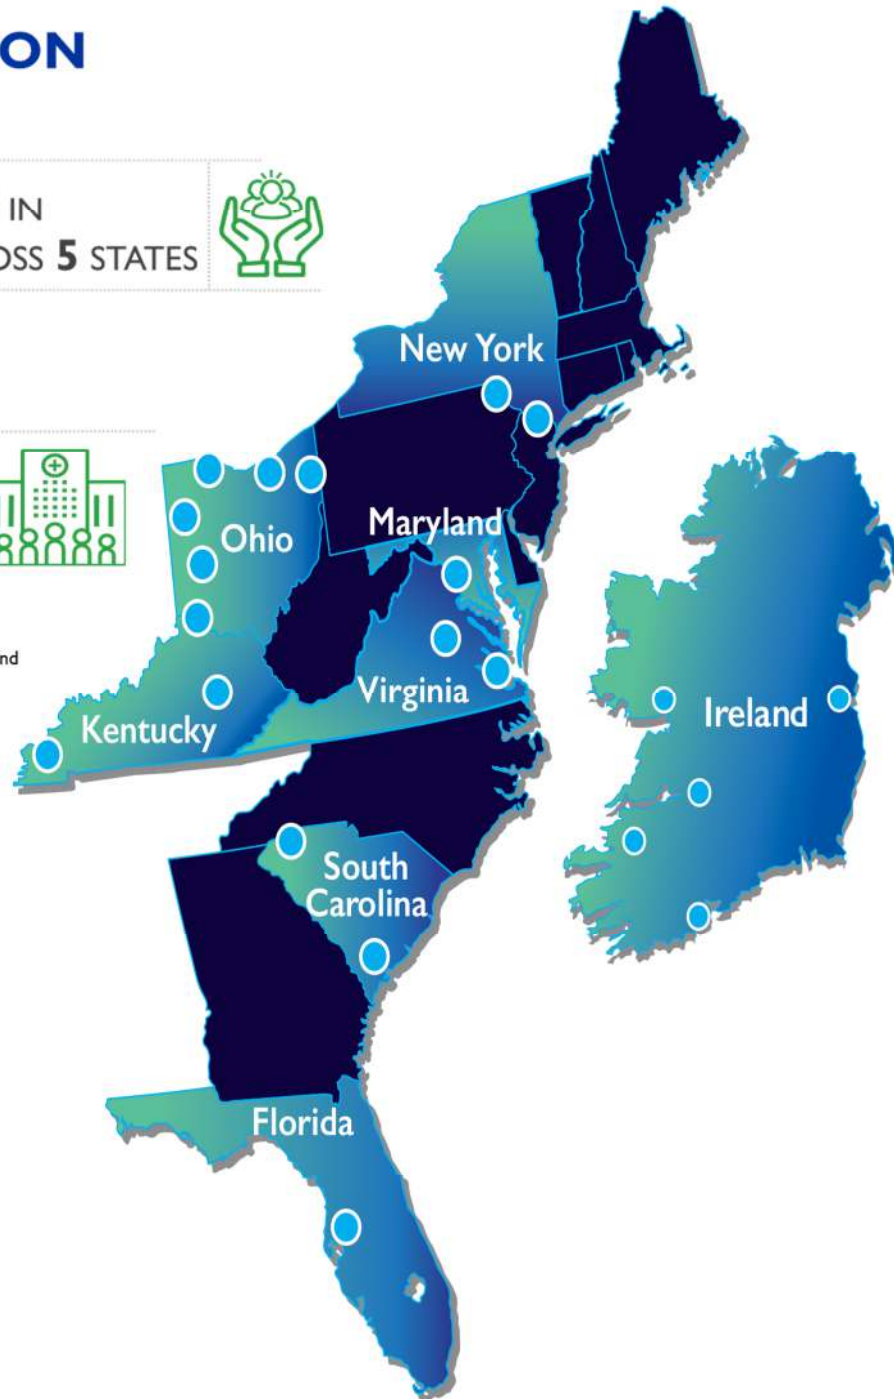 ON
IN
OSS 5 STATES
New York
Ohio
Maryland
nd
Virginia
Kentucky
Ireland
South
Carolina
Florida